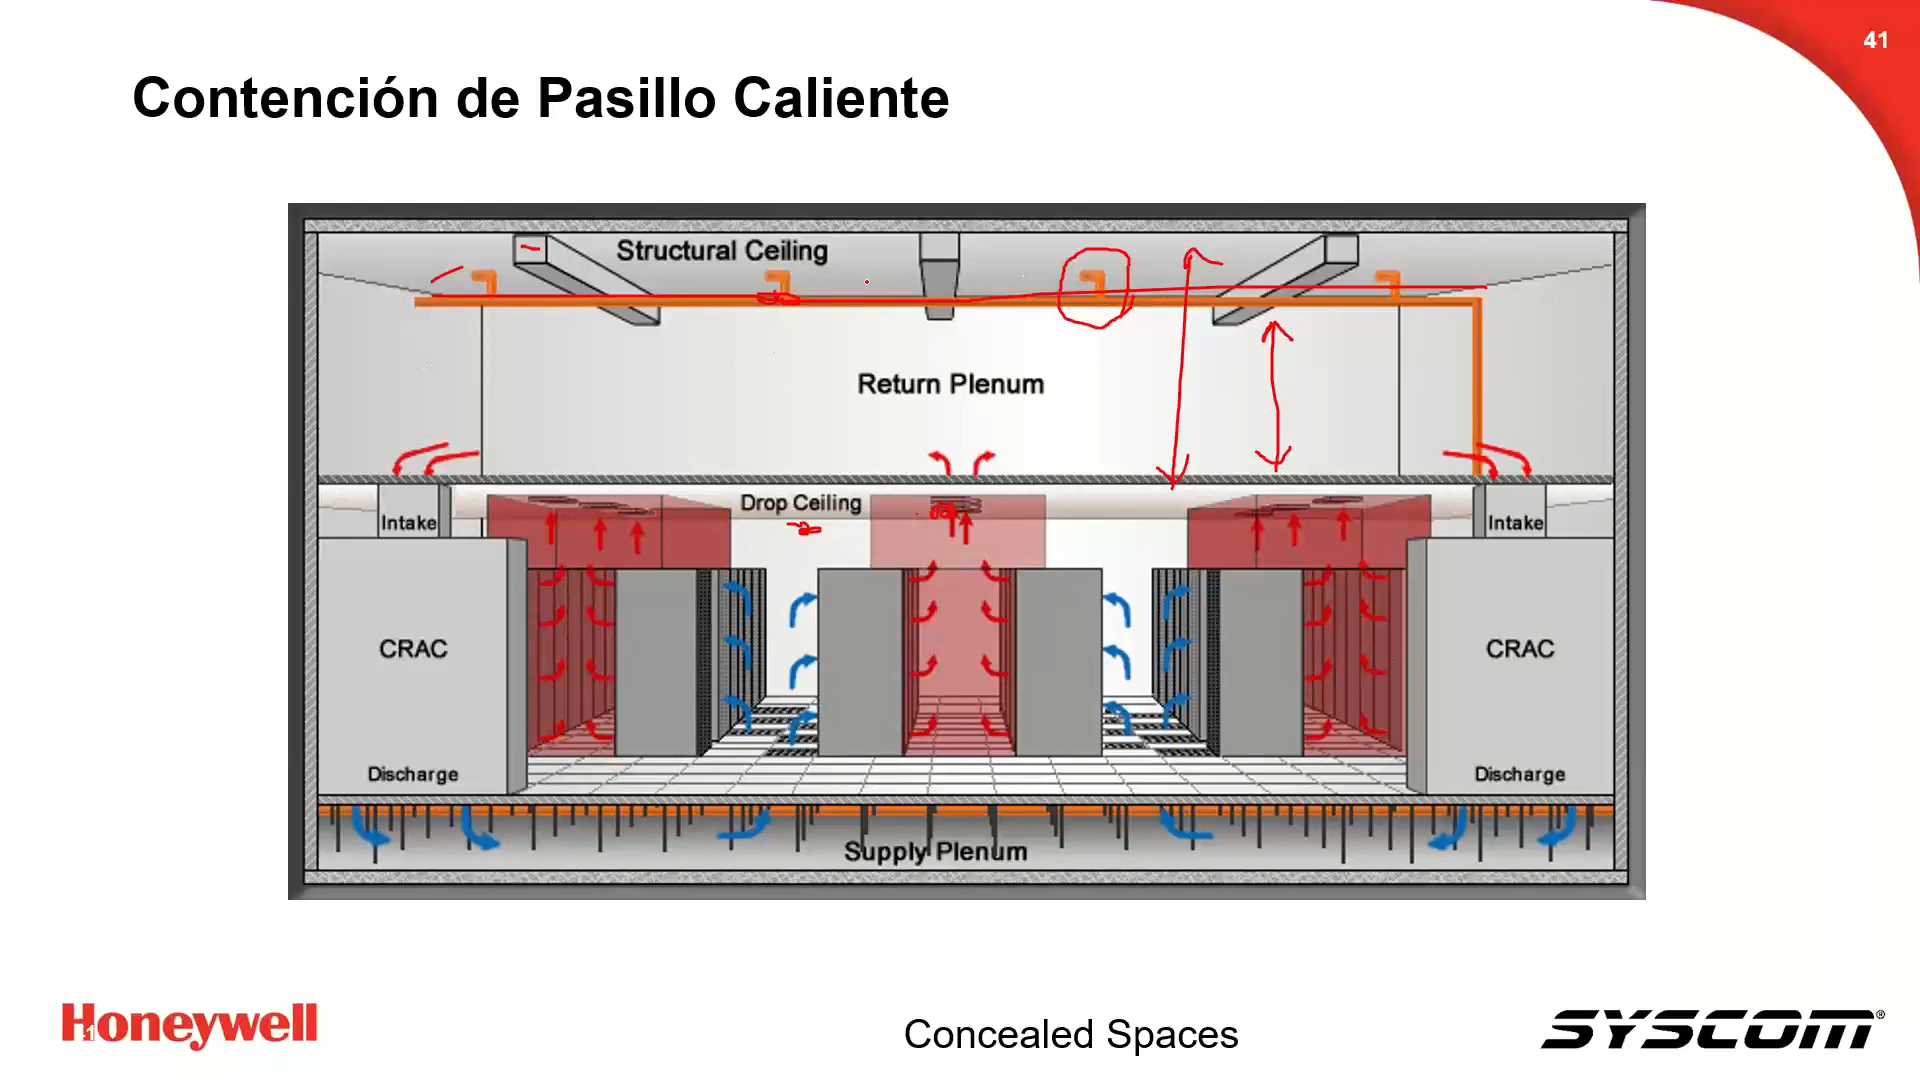 41
Contención de Pasillo Caliente
Structural Ceiling
Return Plenum
Drop Ceiling
Intake
Intake
CRAC
CRAC
Discharge
Discharge
Supply Plenum
Honeywell
Concealed Spaces
SYSCOM®